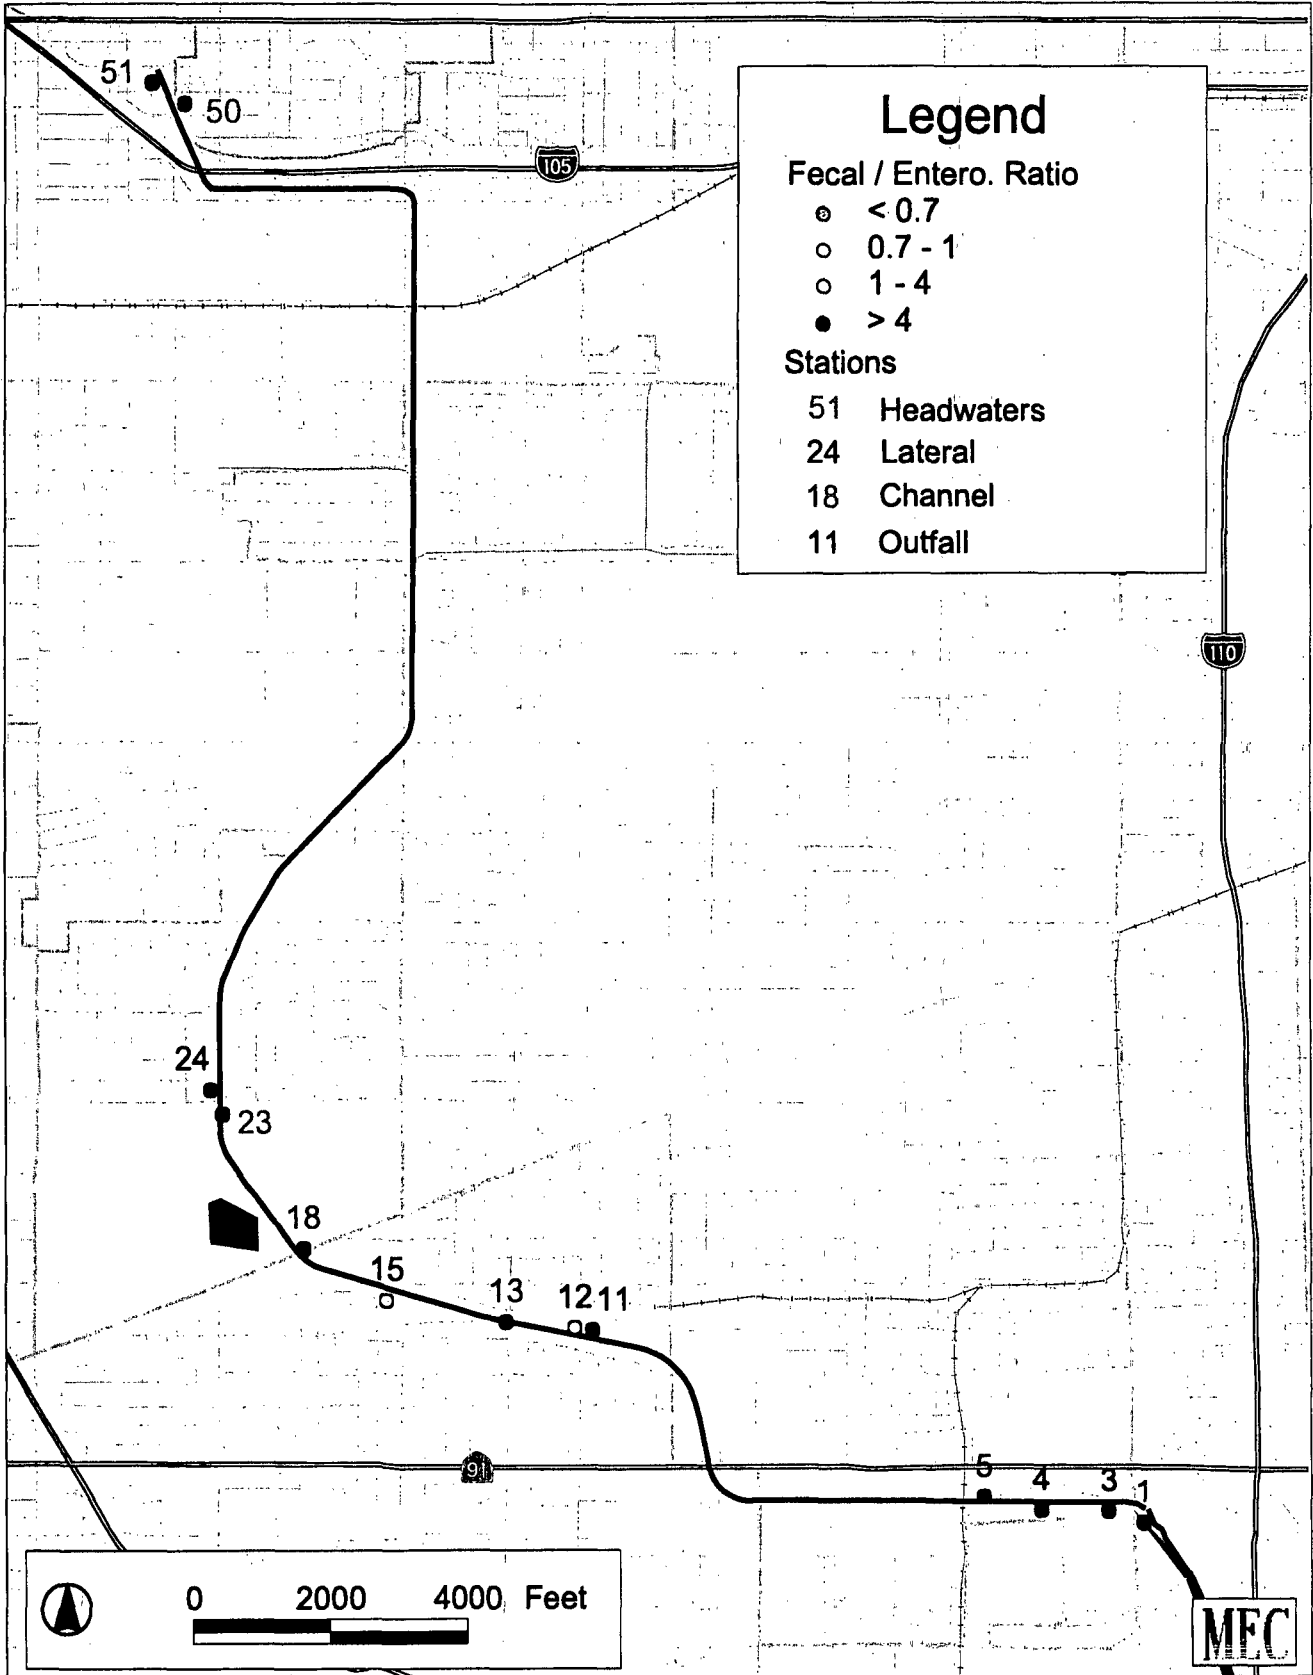 51
50
105
Legend
Fecal / Entero. Ratio
< 0.7
0.7 - 1
1 - 4
> 4
Stations
51 Headwaters
24 Lateral
18 Channel
11 Outfall
110
24
23
18
15
13
12 11
91
5
4
3
1
0 2000 4000 Feet
MEC